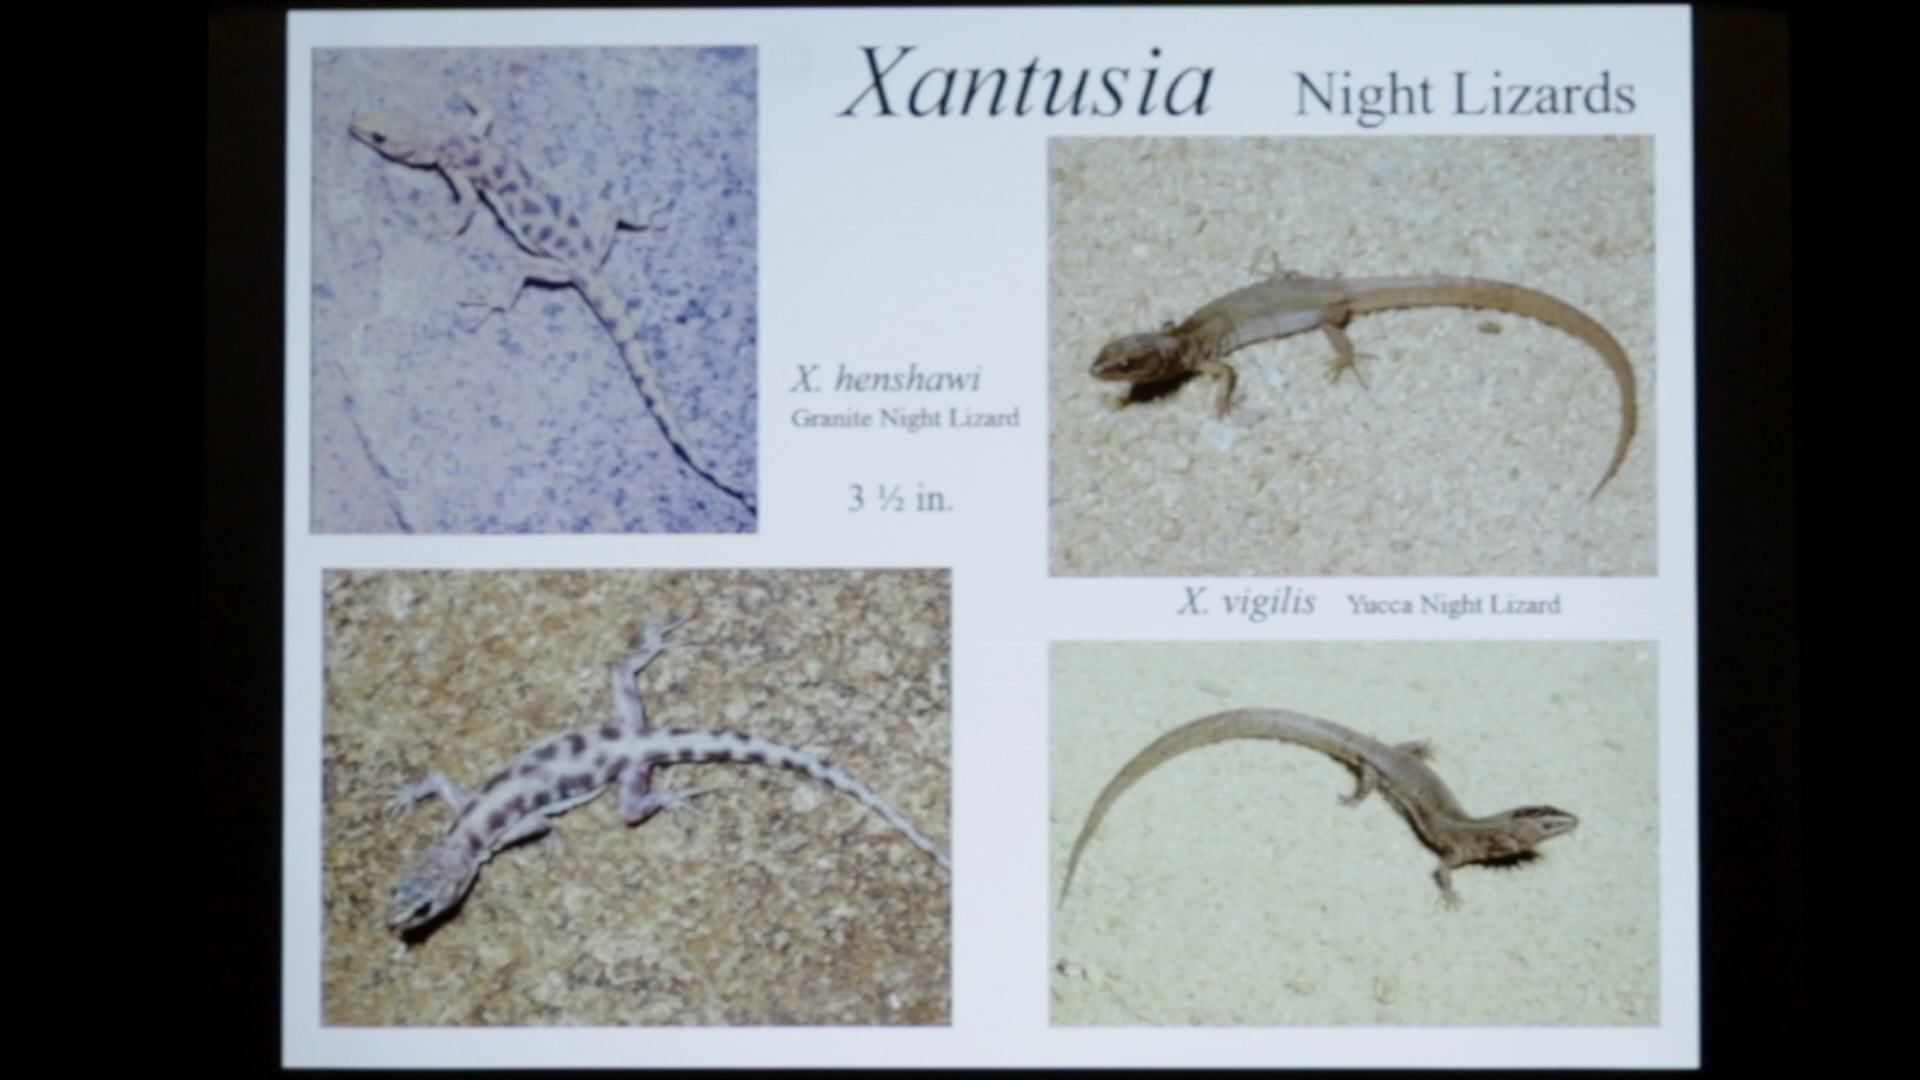 Xantusia Night Lizards
X. henshawi
Granite Night Lizard
3 ½ in.
X. vigilis Yucca Night Lizard